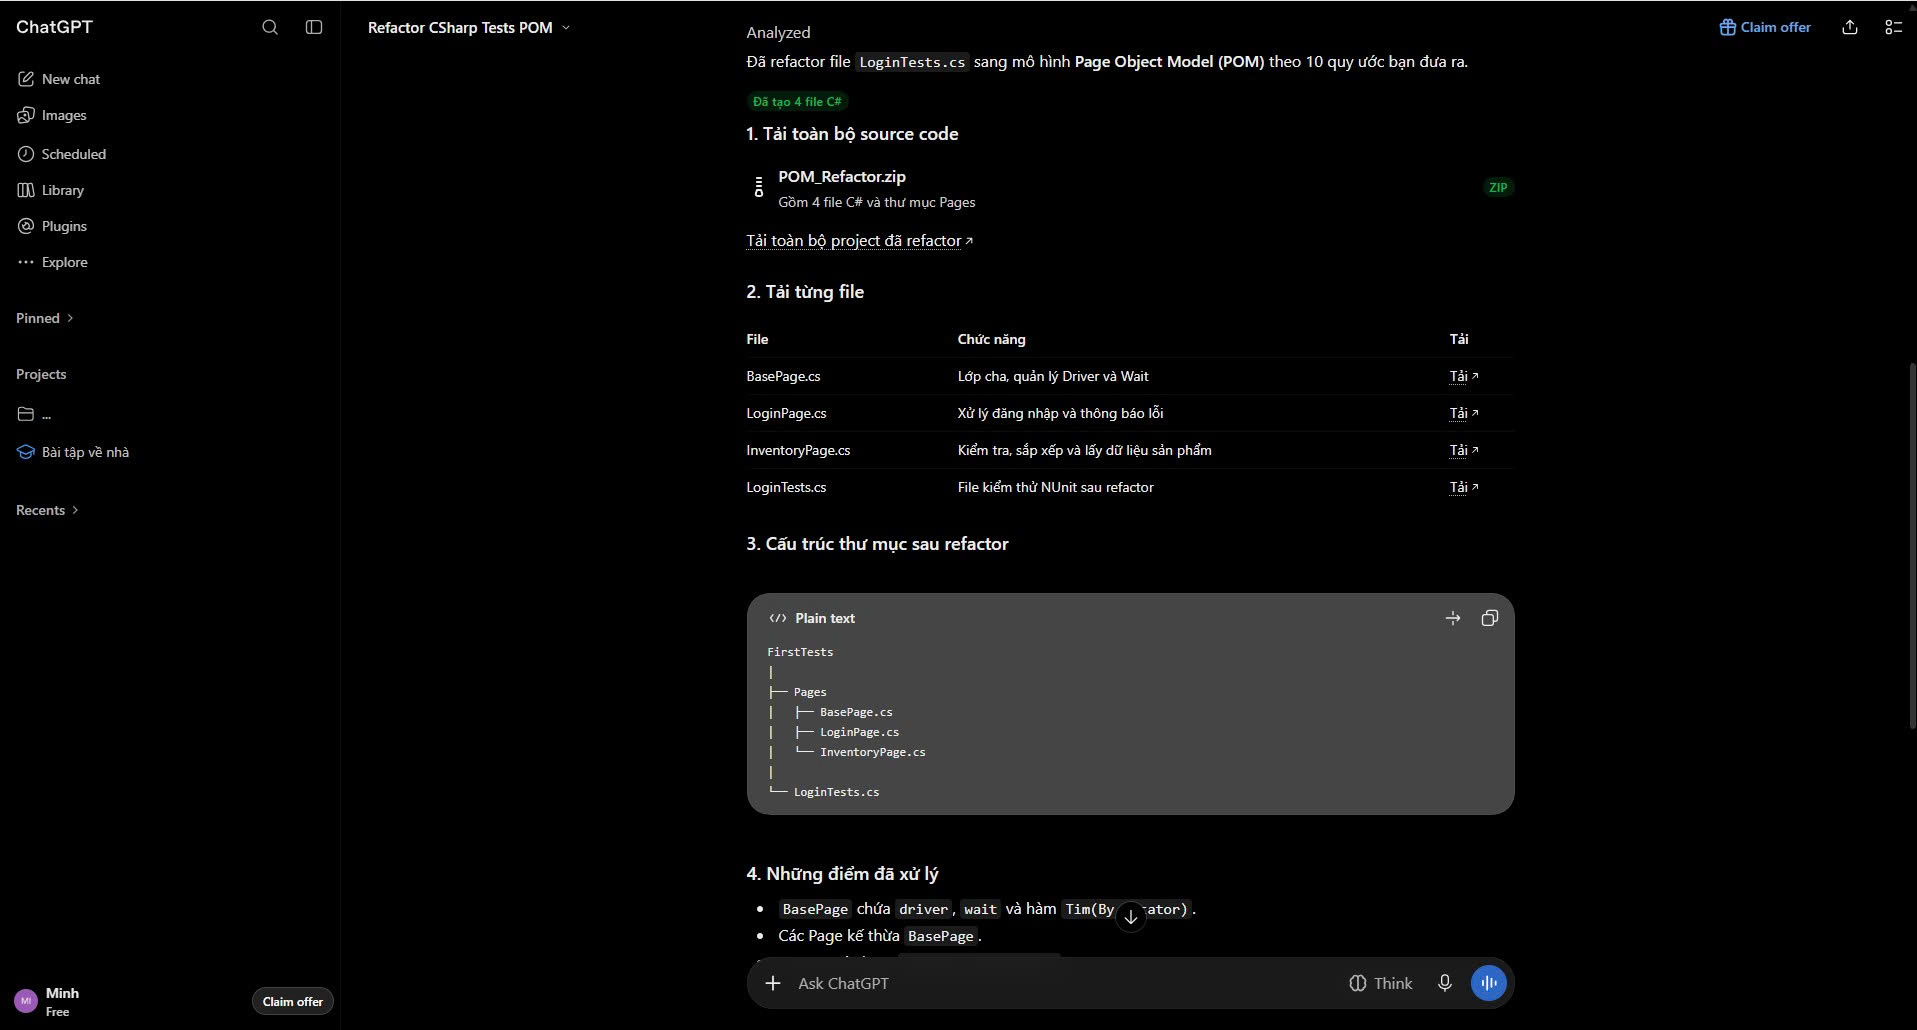 ChatGPT
New chat
Images
Scheduled
Library
Plugins
Explore
Pinned
Projects
...
Bài tập về nhà
Recents
MI
Minh
Free
Claim offer
Refactor CSharp Tests POM
Claim offer
Analyzed
Đã refactor file LoginTests.cs sang mô hình Page Object Model (POM) theo 10 quy ước bạn đưa ra.
Đã tạo 4 file C#
1. Tải toàn bộ source code
POM_Refactor.zip
Gồm 4 file C# và thư mục Pages
ZIP
Tải toàn bộ project đã refactor
2. Tải từng file
File Chức năng Tải
BasePage.cs Lớp cha, quản lý Driver và Wait Tải
LoginPage.cs Xử lý đăng nhập và thông báo lỗi Tải
InventoryPage.cs Kiểm tra, sắp xếp và lấy dữ liệu sản phẩm Tải
LoginTests.cs File kiểm thử NUnit sau refactor Tải
3. Cấu trúc thư mục sau refactor
Plain text
FirstTests
│
├── Pages
│   ├── BasePage.cs
│   ├── LoginPage.cs
│   └── InventoryPage.cs
│
└── LoginTests.cs
4. Những điểm đã xử lý
BasePage chứa driver, wait và hàm Tim(By ator).
Các Page kế thừa BasePage.
Ask ChatGPT
Think